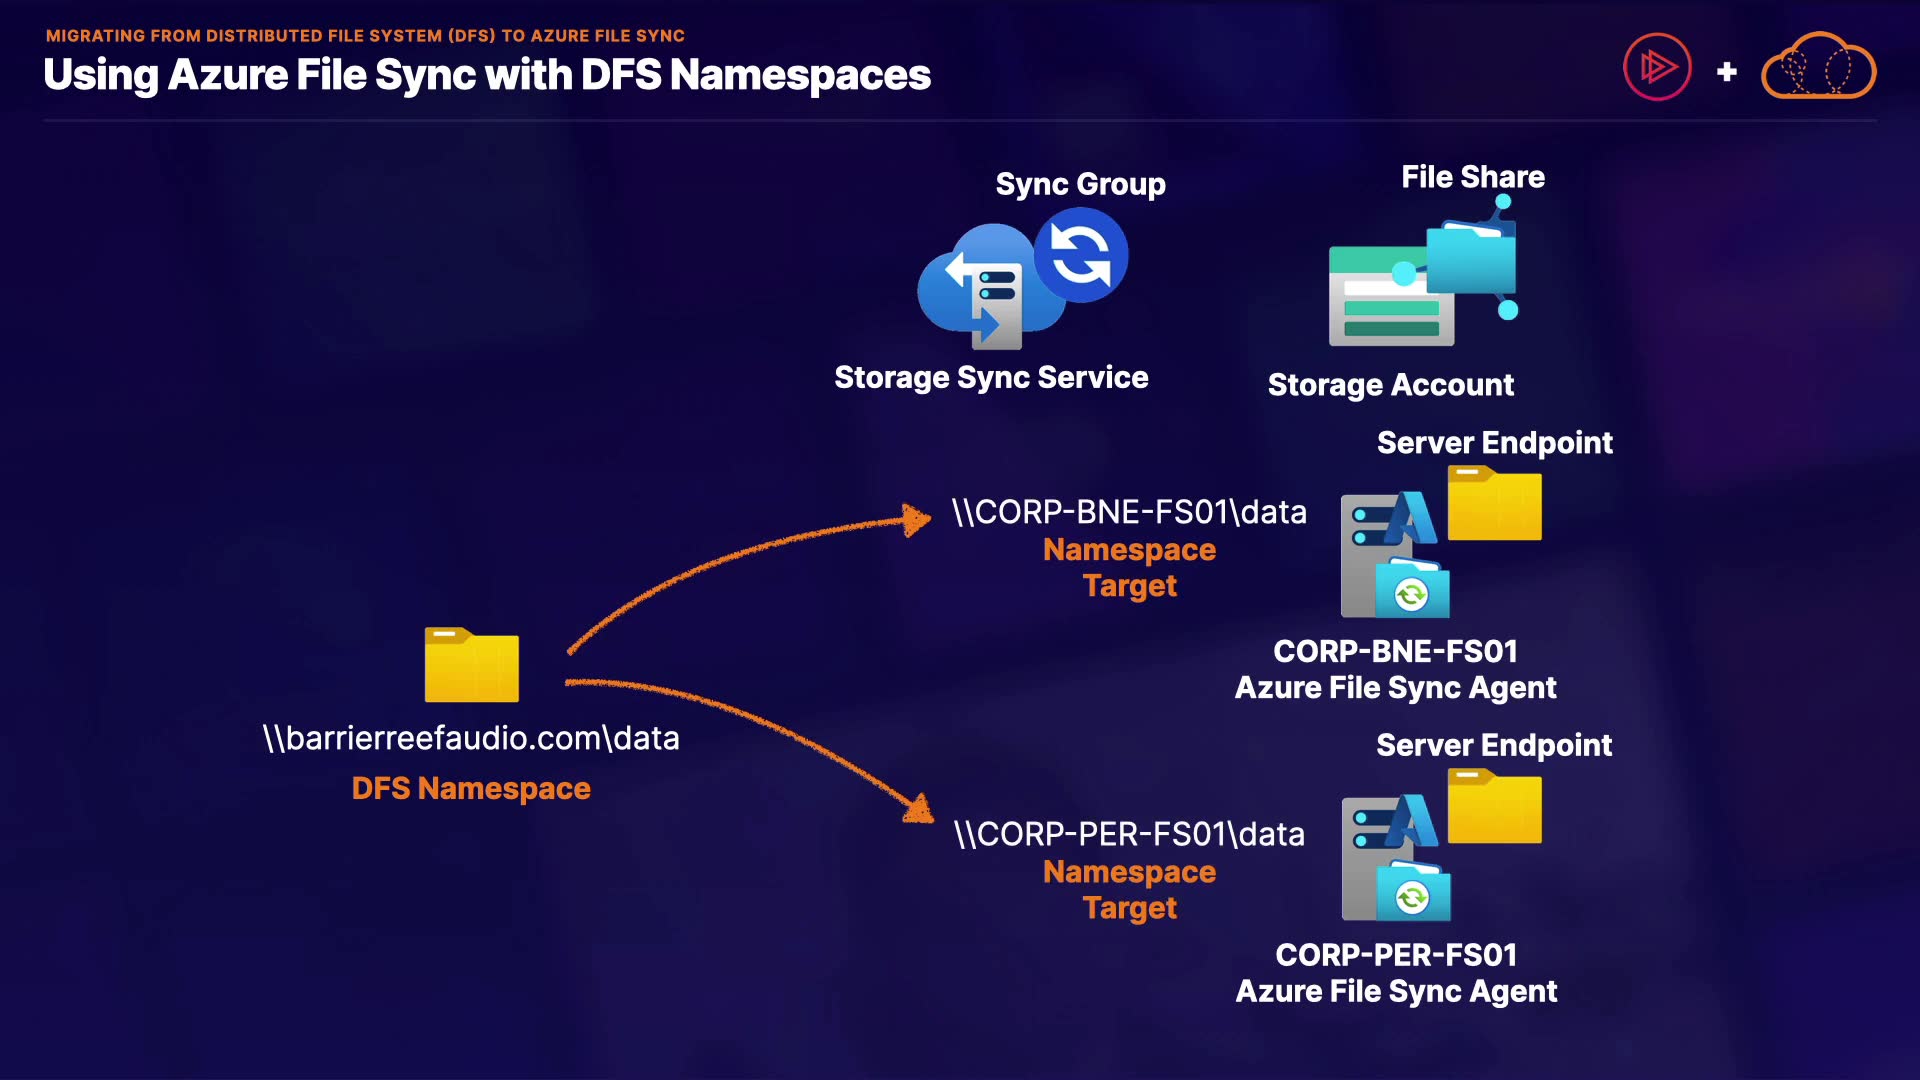 MIGRATING FROM DISTRIBUTED FILE SYSTEM (DFS) TO AZURE FILE SYNC
Using Azure File Sync with DFS Namespaces
Sync Group
File Share
Storage Sync Service
Storage Account
Server Endpoint
\\CORP-BNE-FS01\data
Namespace
Target
CORP-BNE-FS01
Azure File Sync Agent
\\barrierreefaudio.com\data
DFS Namespace
Server Endpoint
\\CORP-PER-FS01\data
Namespace
Target
CORP-PER-FS01
Azure File Sync Agent